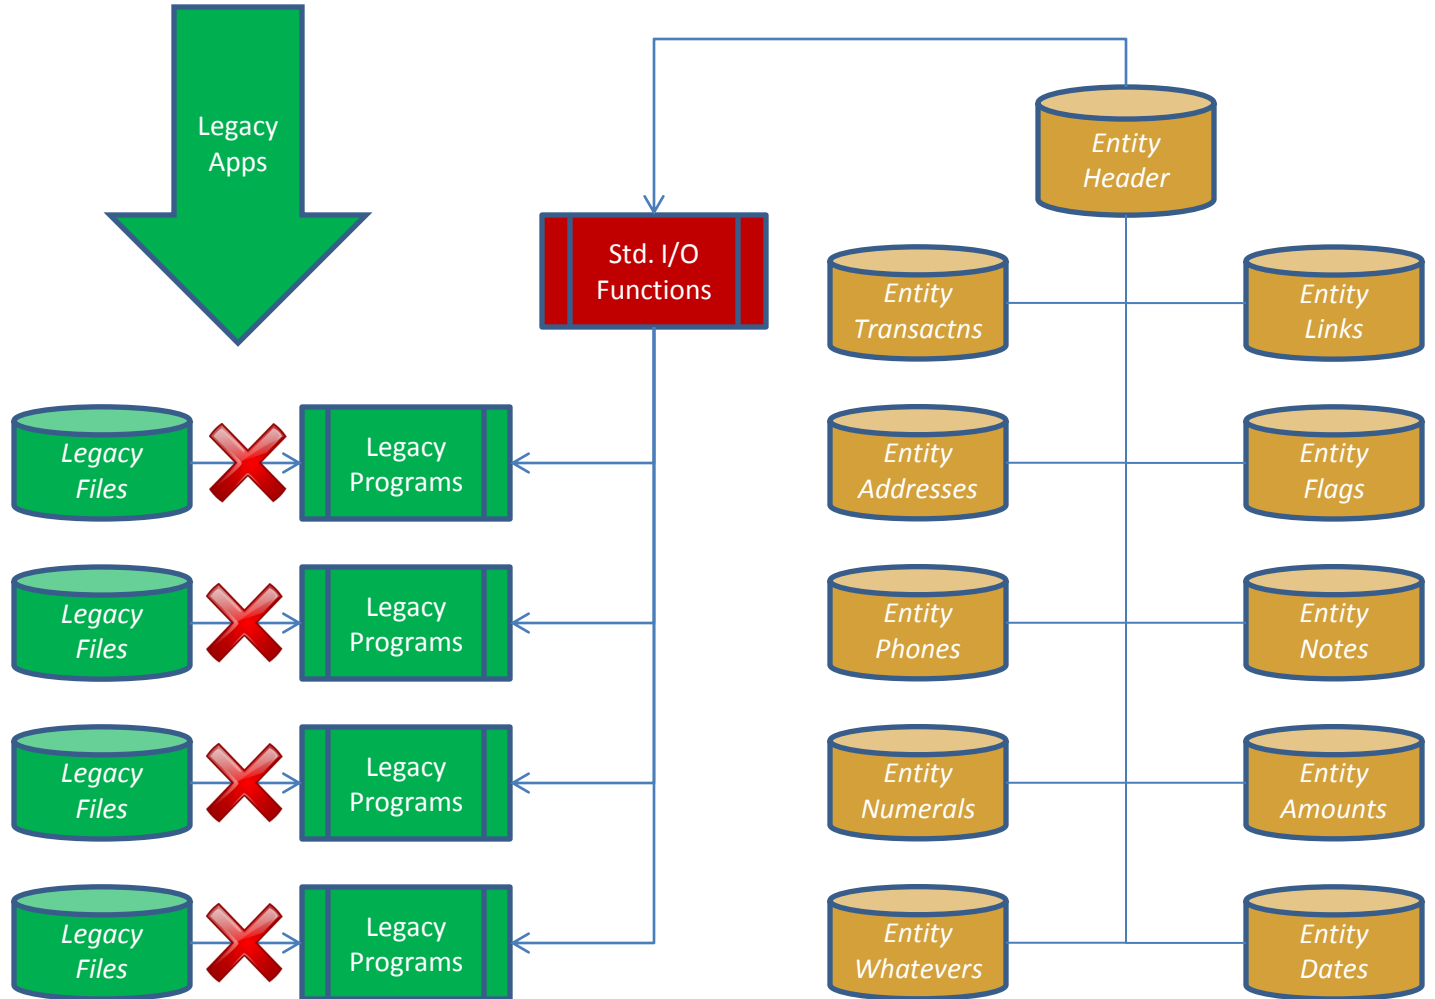 Legacy
Apps
Entity
Header
Std. I/O
Functions
Entity
Transactns
Entity
Links
Legacy
Files
Legacy
Programs
Entity
Addresses
Entity
Flags
Legacy
Files
Legacy
Programs
Entity
Phones
Entity
Notes
Legacy
Files
Legacy
Programs
Entity
Numerals
Entity
Amounts
Legacy
Files
Legacy
Programs
Entity
Whatevers
Entity
Dates